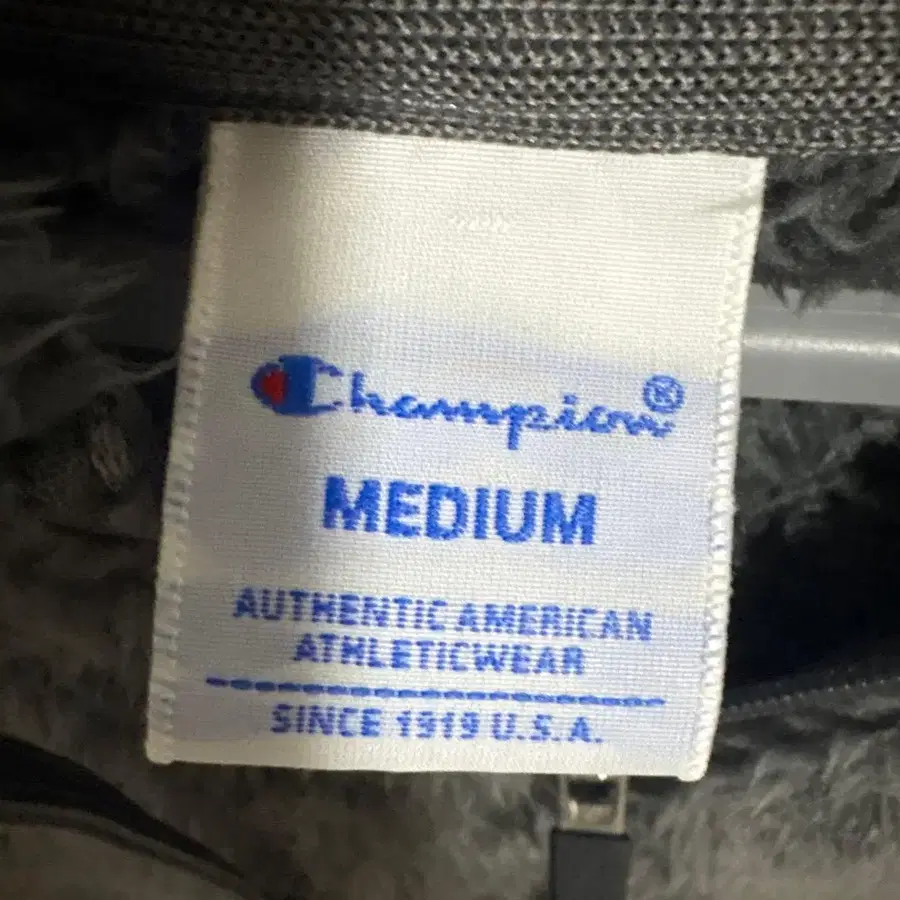 Champion®
MEDIUM
AUTHENTIC AMERICAN
ATHLETICWEAR
SINCE 1919 U.S.A.